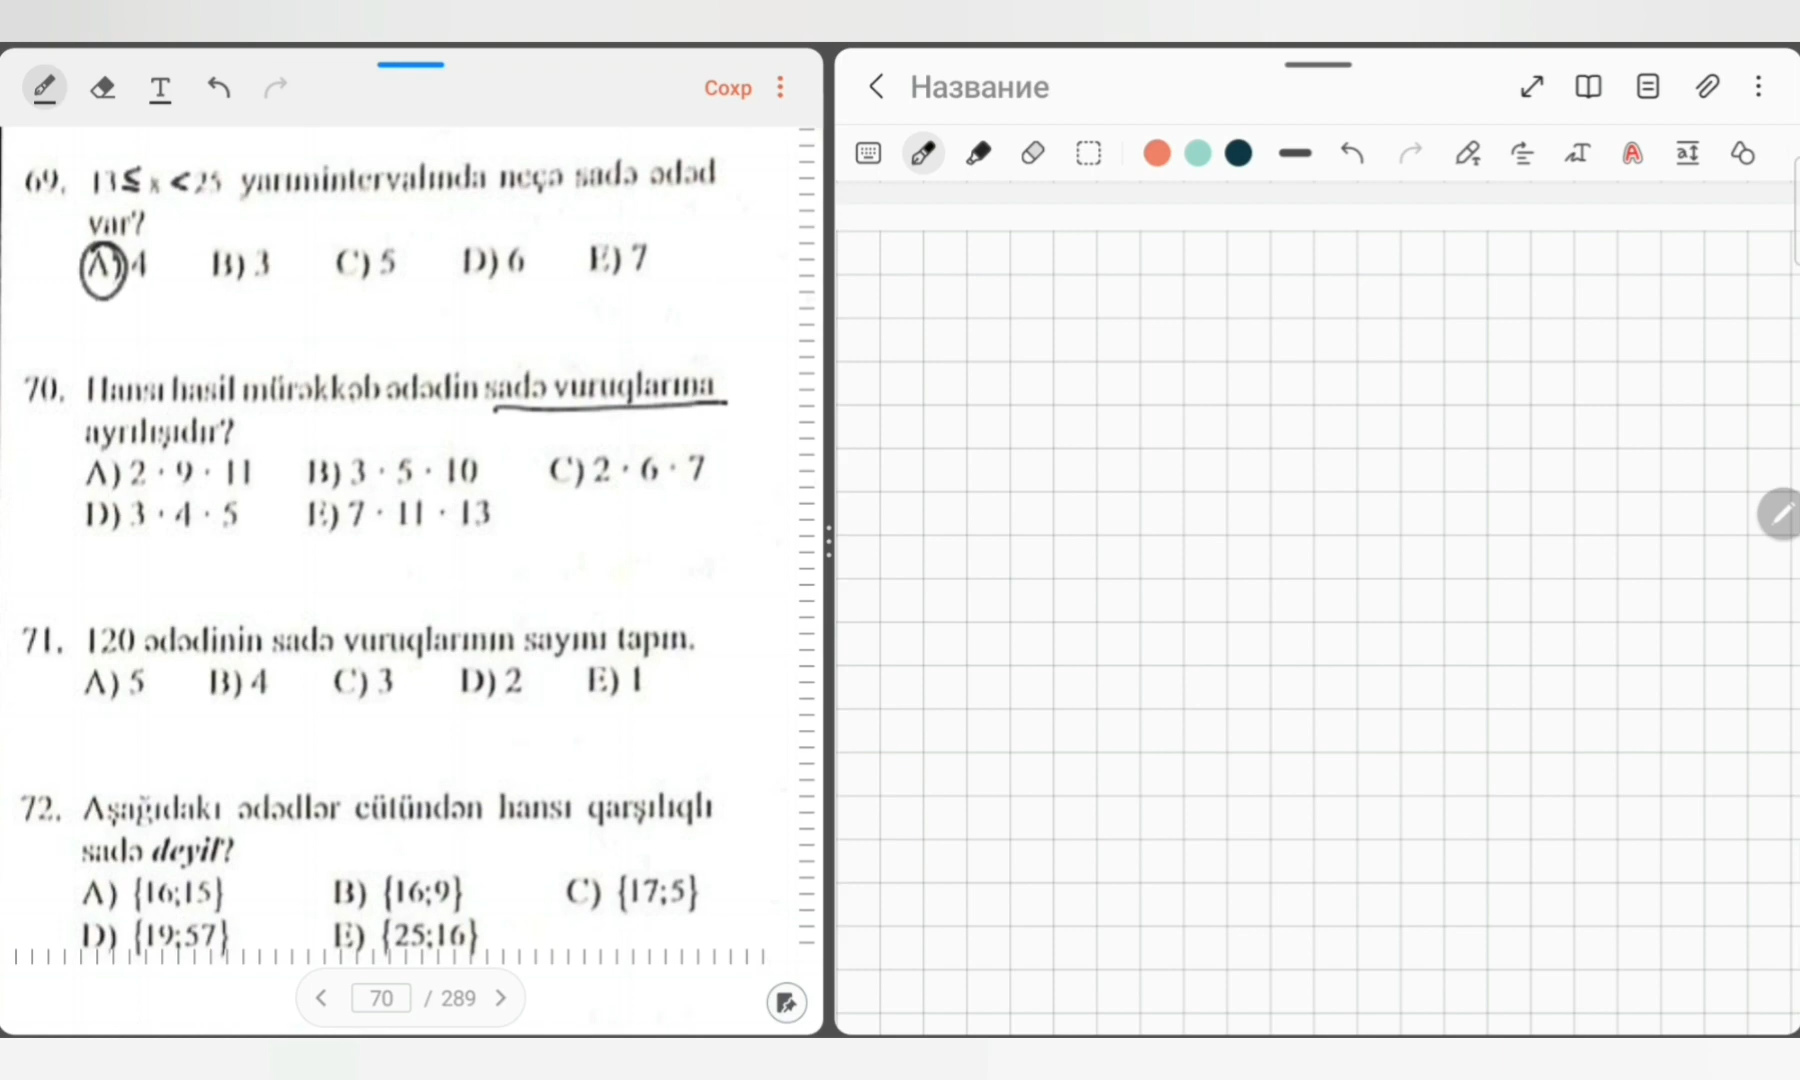 Сохр
69. 13≤ x <25 yarımintervalında neçə sadə ədəd
var?
A) 4 B) 3 C) 5 D) 6 E) 7
70. Hansı hasil mürəkkəb ədədin sadə vuruqlarına
ayrılışıdır?
A) 2 · 9 · 11 B) 3 · 5 · 10 C) 2 · 6 · 7
D) 3 · 4 · 5 E) 7 · 11 · 13
71. 120 ədədinin sadə vuruqlarının sayını tapın.
A) 5 B) 4 C) 3 D) 2 E) 1
72. Aşağıdakı ədədlər cütündən hansı qarşılıqlı
sadə deyil?
A) {16;15} B) {16;9} C) {17;5}
D) {19;57} E) {25;16}
70 / 289
Название